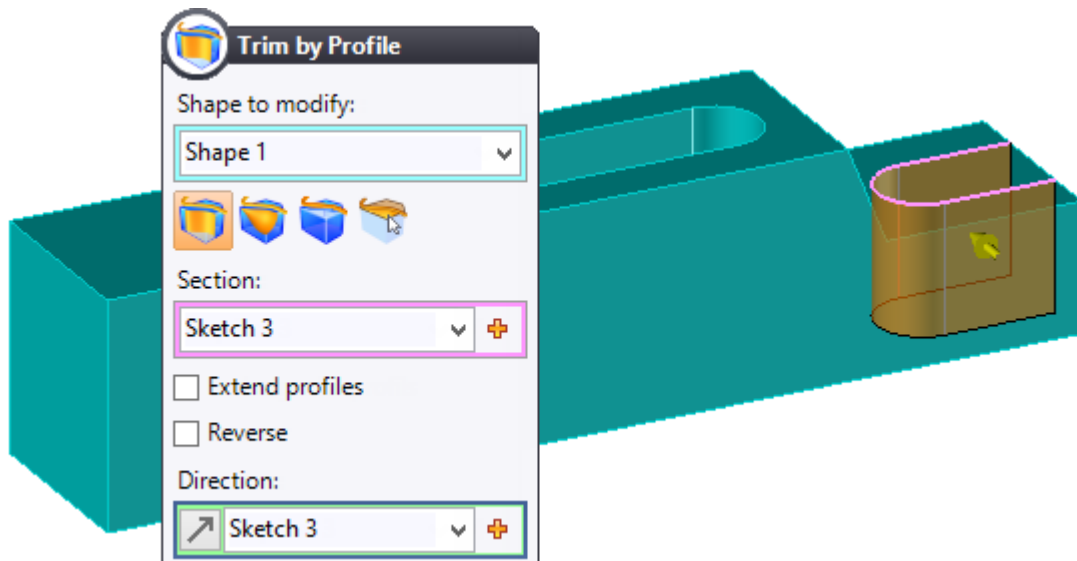 Trim by Profile
Shape to modify:
Shape 1
Section:
Sketch 3
Extend profiles
Reverse
Direction:
Sketch 3